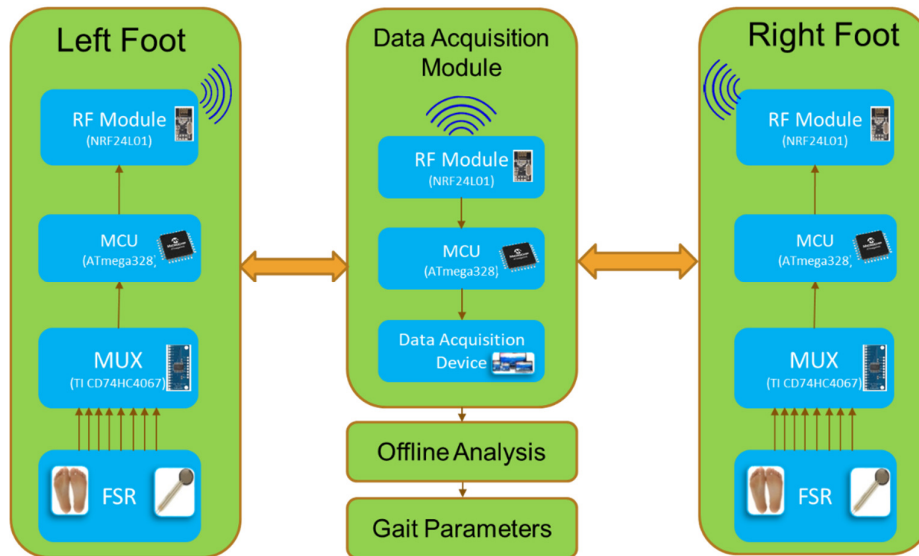 Left Foot
RF Module
(NRF24L01)
MCU
(ATmega328)
MUX
(TI CD74HC4067)
FSR
Data Acquisition
Module
RF Module
(NRF24L01)
MCU
(ATmega328)
Data Acquisition
Device
Offline Analysis
Gait Parameters
Right Foot
RF Module
(NRF24L01)
MCU
(ATmega328)
MUX
(TI CD74HC4067)
FSR